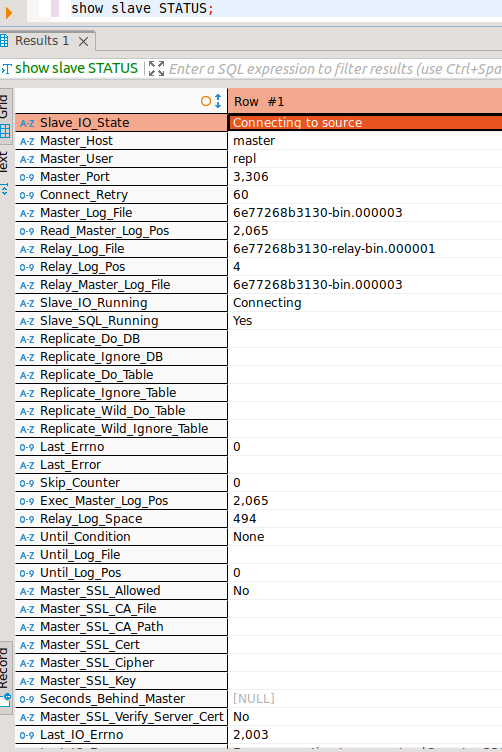 show slave STATUS;
Results 1
show slave STATUS Enter a SQL expression to filter results (use Ctrl+Spa
Grid
Text
Record
Row #1
A-Z Slave_IO_State Connecting to source
A-Z Master_Host master
A-Z Master_User repl
0-9 Master_Port 3,306
0-9 Connect_Retry 60
A-Z Master_Log_File 6e77268b3130-bin.000003
0-9 Read_Master_Log_Pos 2,065
A-Z Relay_Log_File 6e77268b3130-relay-bin.000001
0-9 Relay_Log_Pos 4
A-Z Relay_Master_Log_File 6e77268b3130-bin.000003
A-Z Slave_IO_Running Connecting
A-Z Slave_SQL_Running Yes
A-Z Replicate_Do_DB
A-Z Replicate_Ignore_DB
A-Z Replicate_Do_Table
A-Z Replicate_Ignore_Table
A-Z Replicate_Wild_Do_Table
A-Z Replicate_Wild_Ignore_Table
0-9 Last_Errno 0
A-Z Last_Error
0-9 Skip_Counter 0
0-9 Exec_Master_Log_Pos 2,065
0-9 Relay_Log_Space 494
A-Z Until_Condition None
A-Z Until_Log_File
0-9 Until_Log_Pos 0
A-Z Master_SSL_Allowed No
A-Z Master_SSL_CA_File
A-Z Master_SSL_CA_Path
A-Z Master_SSL_Cert
A-Z Master_SSL_Cipher
A-Z Master_SSL_Key
0-9 Seconds_Behind_Master [NULL]
A-Z Master_SSL_Verify_Server_Cert No
0-9 Last_IO_Errno 2,003